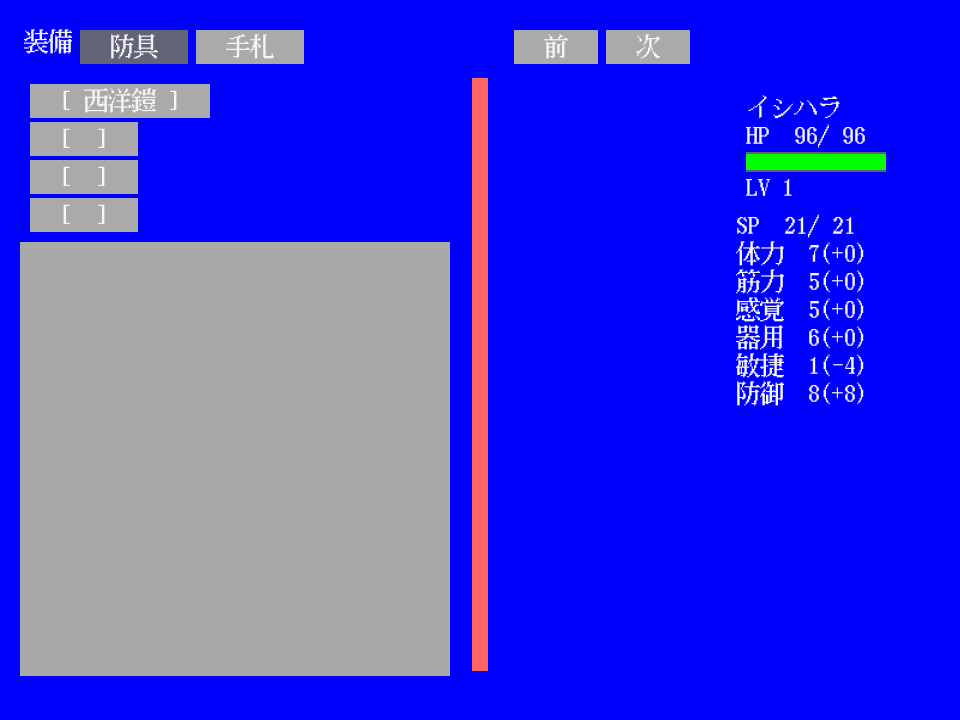 装備 防具 手札 前 次
[ 西洋鎧 ]
[ ]
[ ]
[ ]
イシハラ
HP 96/ 96
LV 1
SP 21/ 21
体力 7(+0)
筋力 5(+0)
感覚 5(+0)
器用 6(+0)
敏捷 1(-4)
防御 8(+8)